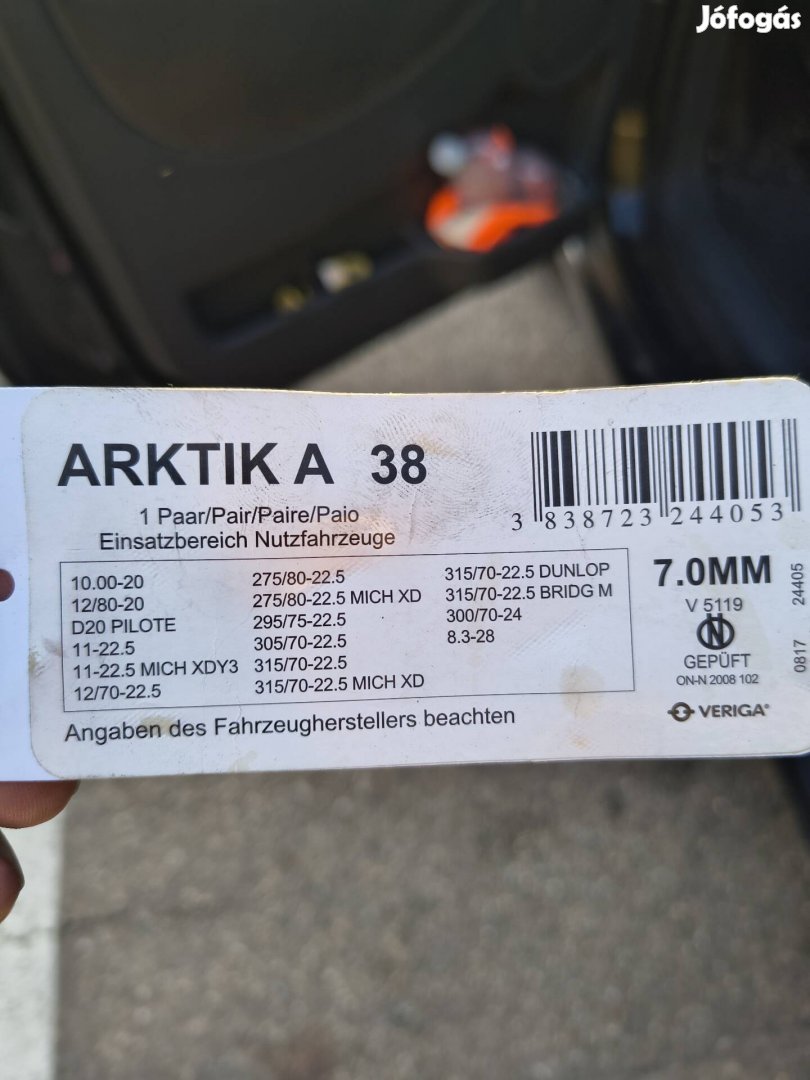 Jófogás
ARKTIK A 38
1 Paar/Pair/Paire/Paio
Einsatzbereich Nutzfahrzeuge
3 838723 244053
10.00-20
12/80-20
D20 PILOTE
11-22.5
11-22.5 MICH XDY3
12/70-22.5
275/80-22.5
275/80-22.5 MICH XD
295/75-22.5
305/70-22.5
315/70-22.5
315/70-22.5 MICH XD
315/70-22.5 DUNLOP
315/70-22.5 BRIDG M
300/70-24
8.3-28
7.0MM
V 5119
N
GEPÜFT
ON-N 2008 102
VERIGA®
0817 24405
Angaben des Fahrzeugherstellers beachten